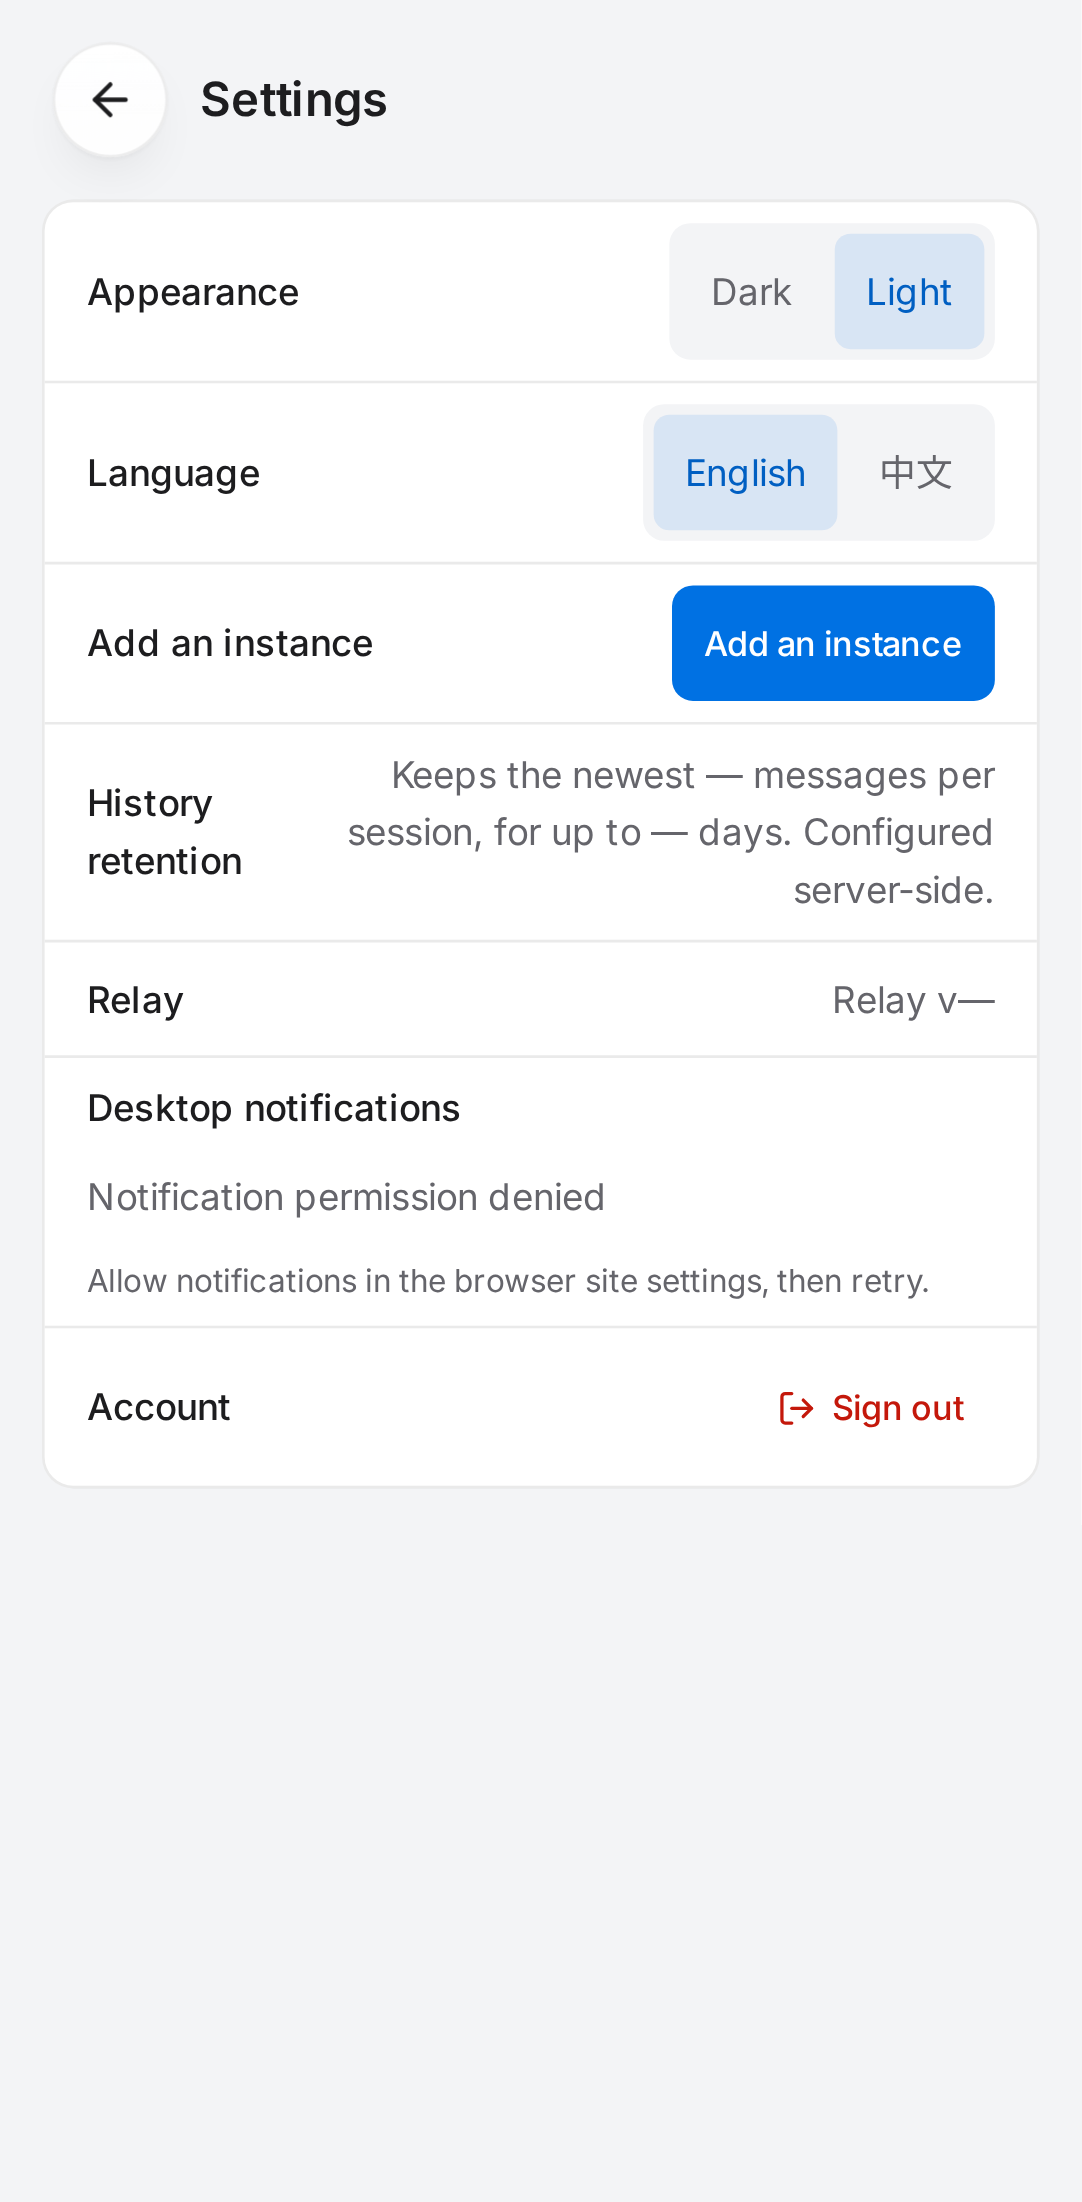 Settings
Appearance
Dark
Light
Language
English
中文
Add an instance
Add an instance
History
retention
Keeps the newest — messages per
session, for up to — days. Configured
server-side.
Relay
Relay v—
Desktop notifications
Notification permission denied
Allow notifications in the browser site settings, then retry.
Account
Sign out